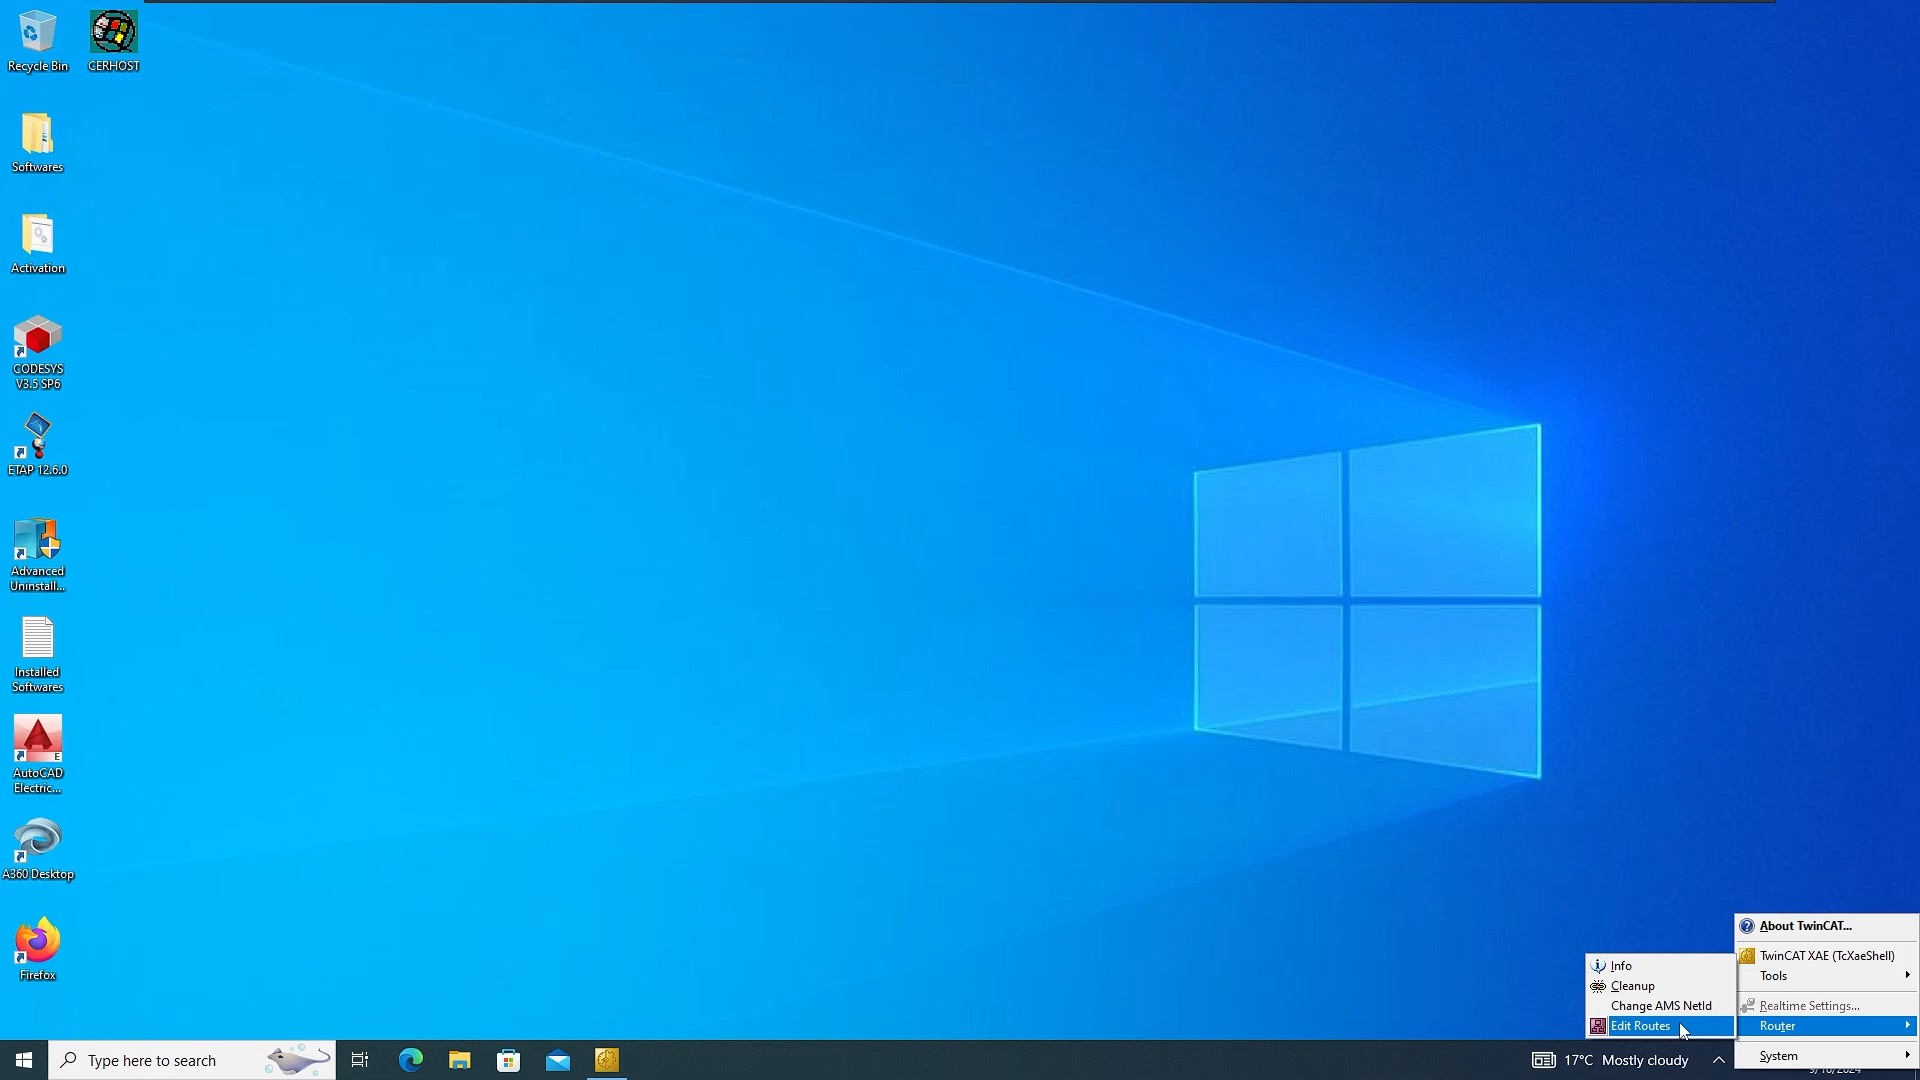 Recycle Bin
CERHOST
Softwares
Activation
CODESYS
V3.5 SP6
ETAP 12.6.0
Advanced
Uninstall...
Installed
Softwares
AutoCAD
Electric...
A360 Desktop
Firefox
About TwinCAT...
TwinCAT XAE (TcXaeShell)
Tools
Realtime Settings...
Router
System
Info
Cleanup
Change AMS NetId
Edit Routes
Type here to search
17°C Mostly cloudy